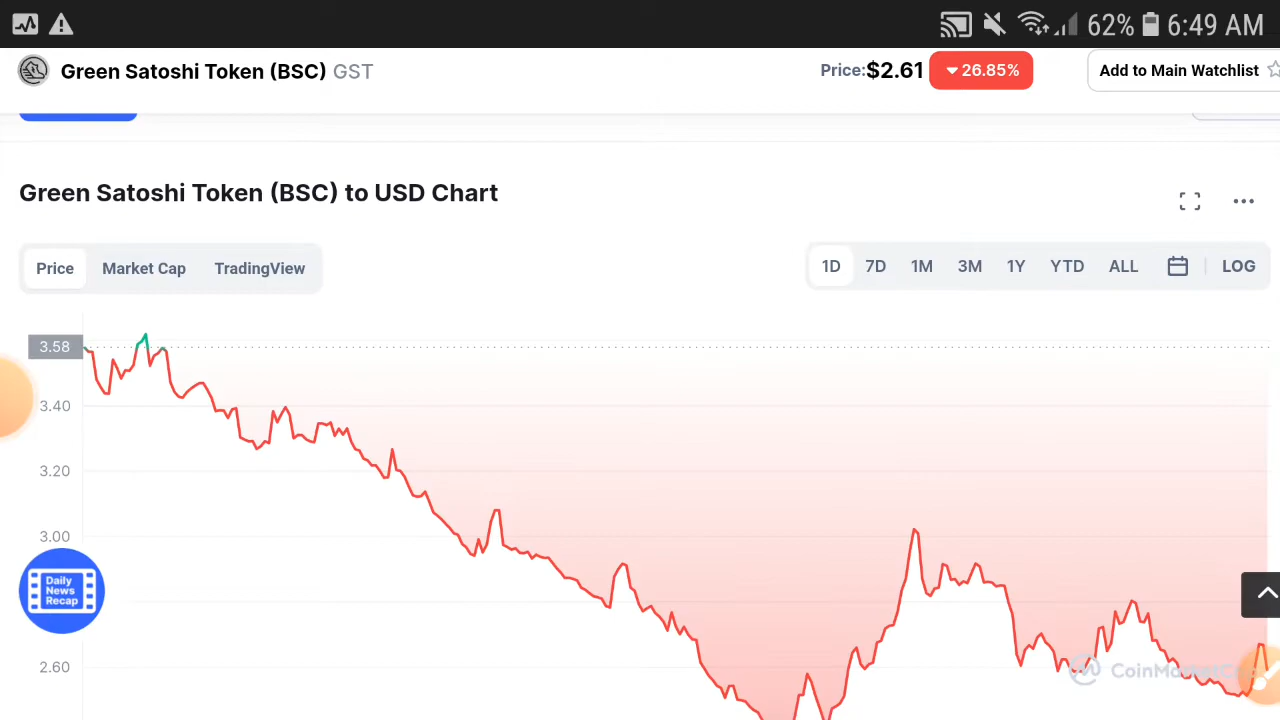 62% 6:49 AM
Green Satoshi Token (BSC) GST Price:$2.61 26.85% Add to Main Watchlist
Green Satoshi Token (BSC) to USD Chart
Price Market Cap TradingView 1D 7D 1M 3M 1Y YTD ALL LOG
3.58
3.40
3.20
3.00
Daily
News
Recap
2.60